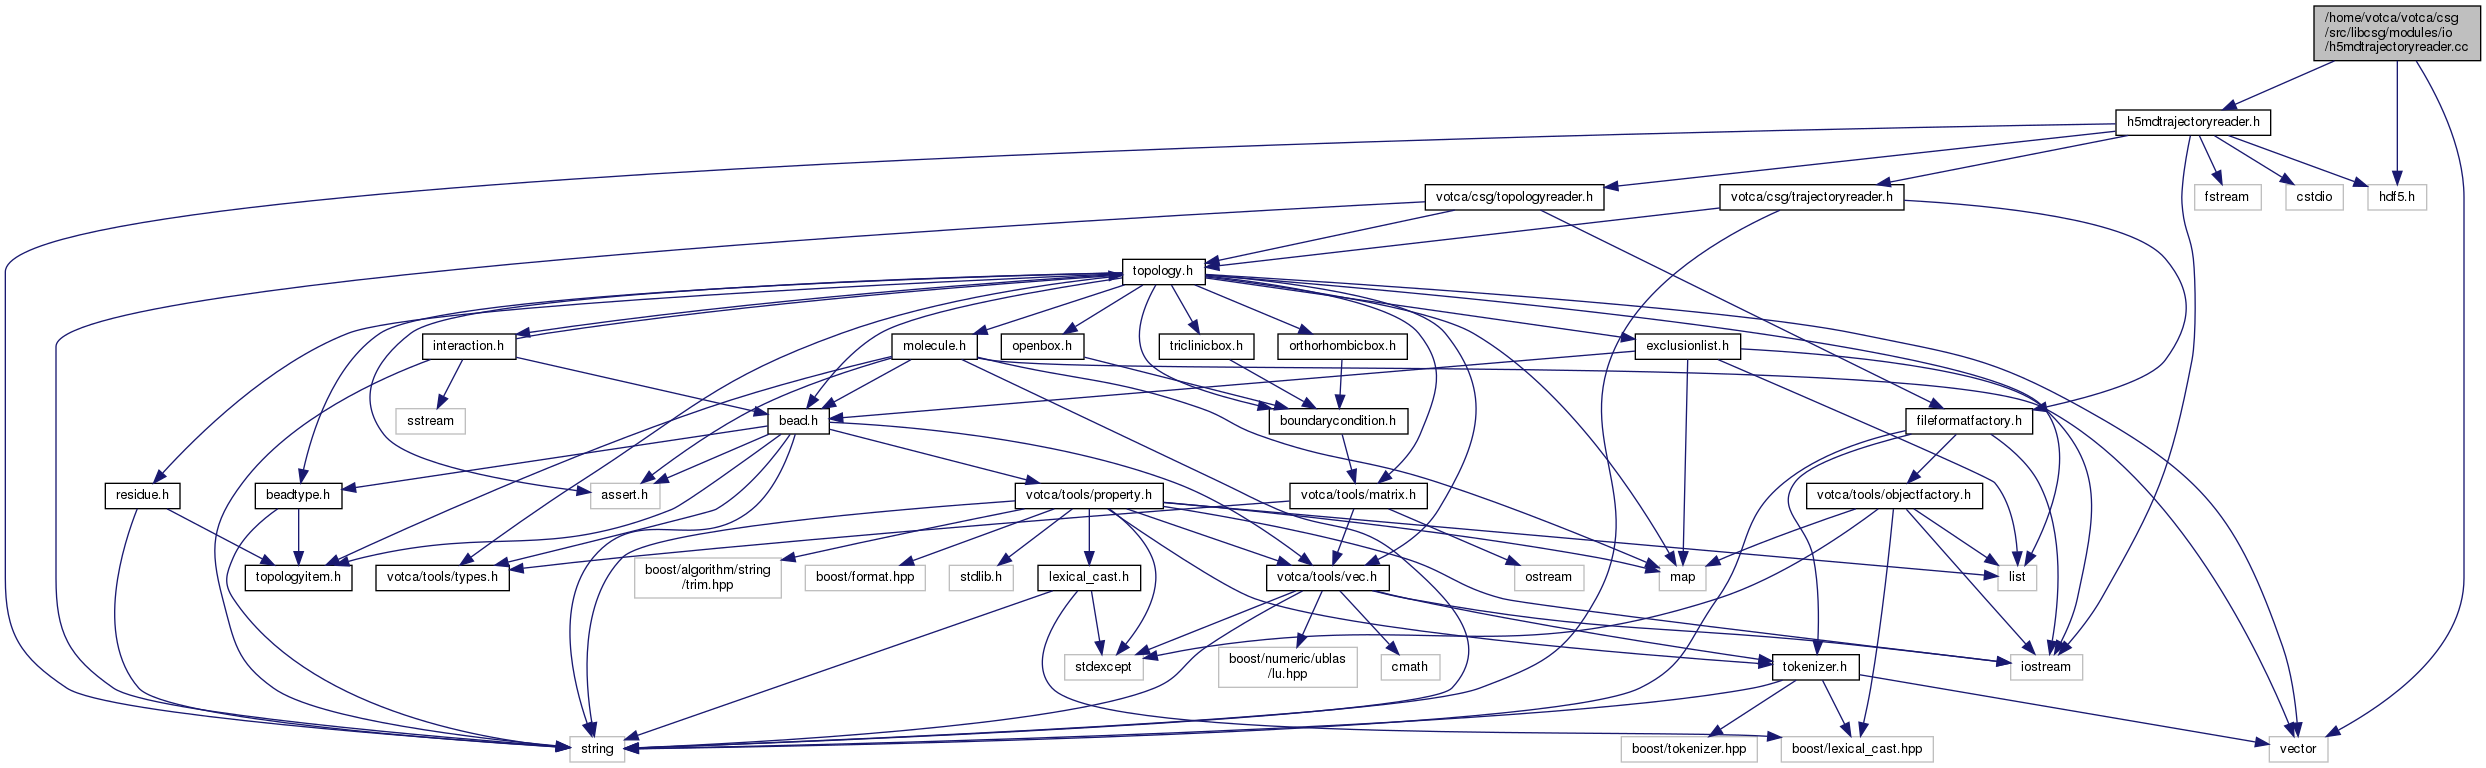 /home/votca/votca/csg
/src/libcsg/modules/io
/h5mdtrajectoryreader.cc
h5mdtrajectoryreader.h
votca/csg/topologyreader.h
votca/csg/trajectoryreader.h
fstream
cstdio
hdf5.h
topology.h
interaction.h
molecule.h
openbox.h
triclinicbox.h
orthorhombicbox.h
exclusionlist.h
sstream
bead.h
boundarycondition.h
fileformatfactory.h
residue.h
beadtype.h
assert.h
votca/tools/property.h
votca/tools/matrix.h
votca/tools/objectfactory.h
topologyitem.h
votca/tools/types.h
boost/algorithm/string
/trim.hpp
boost/format.hpp
stdlib.h
lexical_cast.h
votca/tools/vec.h
ostream
map
list
stdexcept
boost/numeric/ublas
/lu.hpp
cmath
tokenizer.h
iostream
string
boost/tokenizer.hpp
boost/lexical_cast.hpp
vector